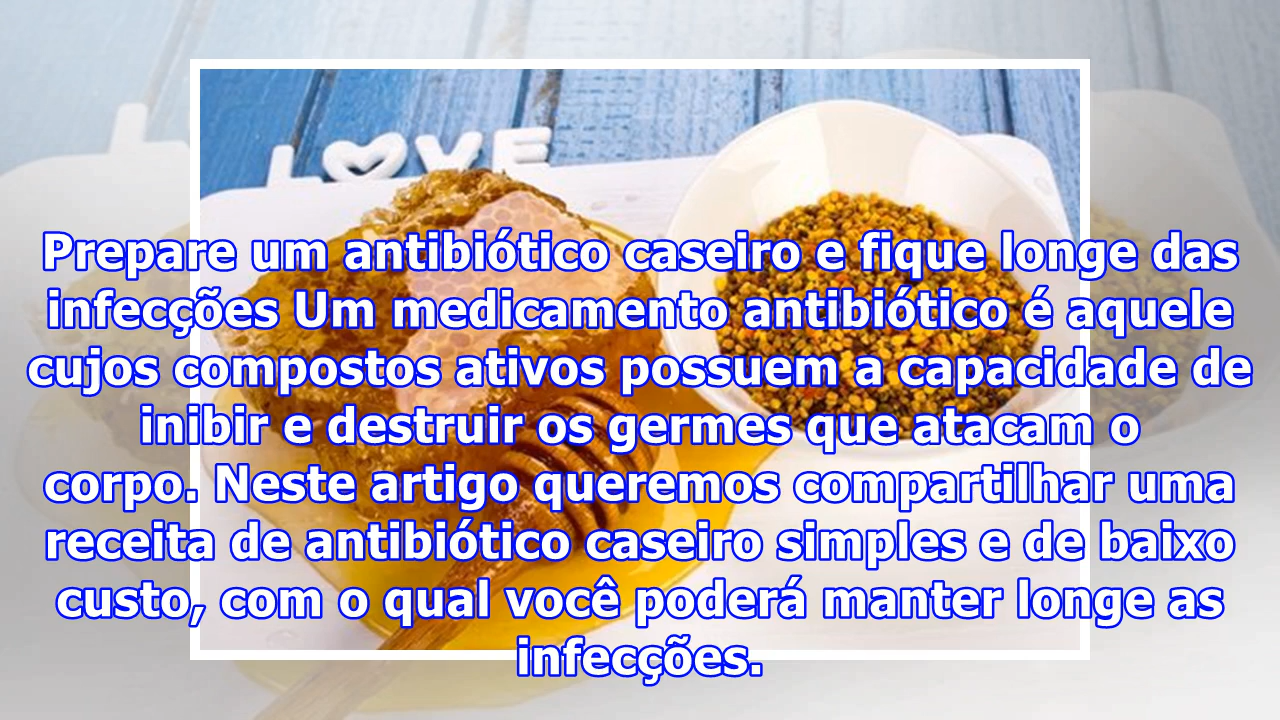 LOVE
Prepare um antibiótico caseiro e fique longe das
infecções Um medicamento antibiótico é aquele
cujos compostos ativos possuem a capacidade de
inibir e destruir os germes que atacam o
corpo. Neste artigo queremos compartilhar uma
receita de antibiótico caseiro simples e de baixo
custo, com o qual você poderá manter longe as
infecções.